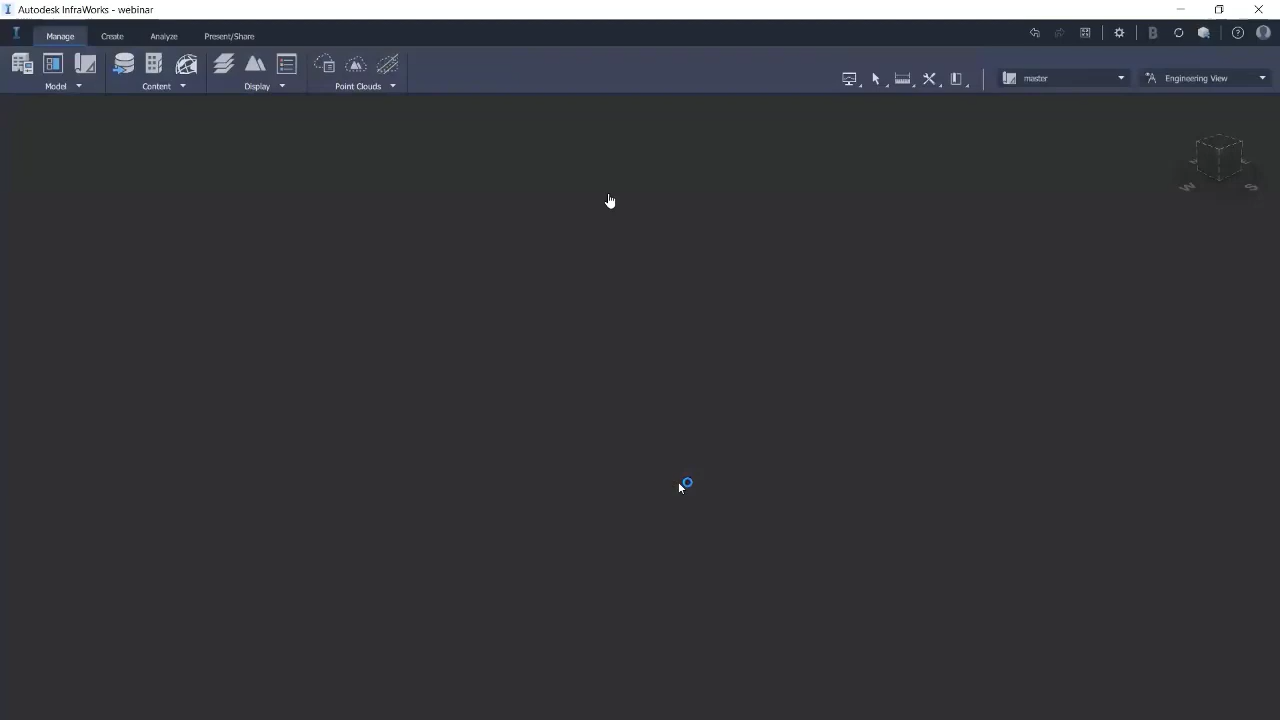 Autodesk InfraWorks - webinar
Manage Create Analyze Present/Share
Model Content Display Point Clouds
master Engineering View
W S